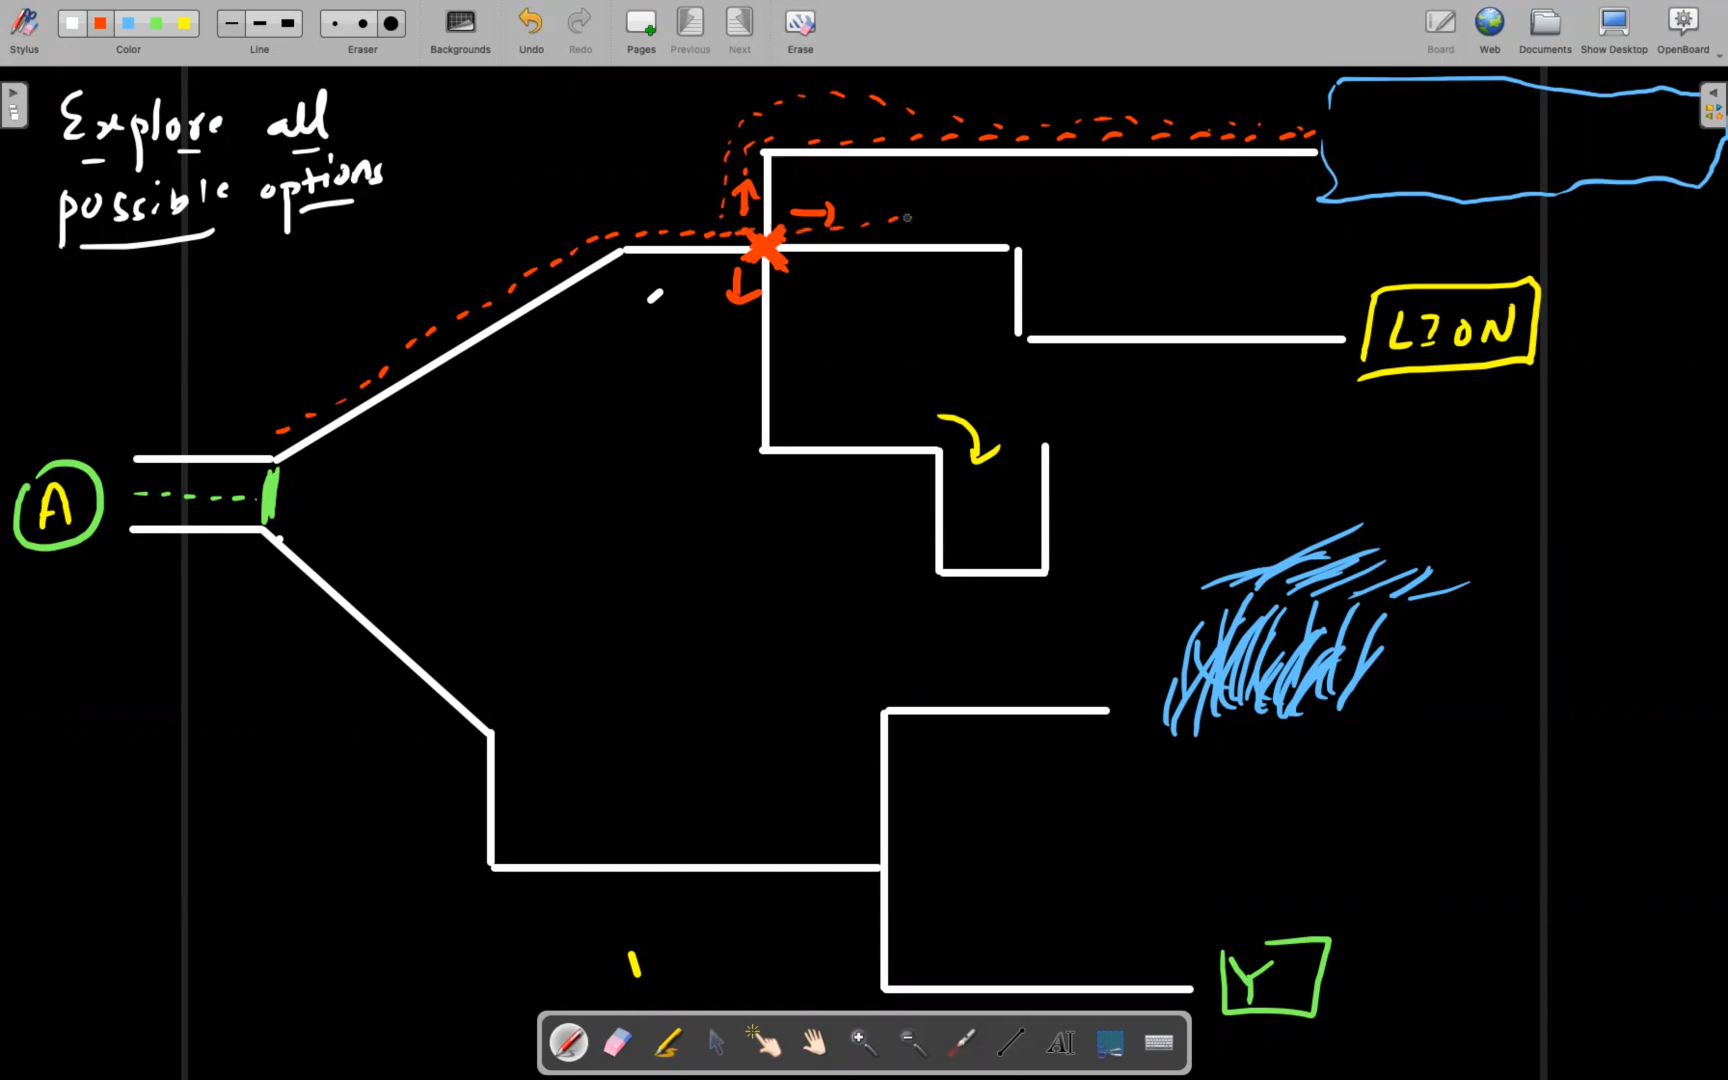 Stylus
Color
Line
Eraser
Backgrounds
Undo
Redo
Pages
Previous
Next
Erase
Board
Web
Documents
Show Desktop
OpenBoard
Explore all
possible options
LION
A
Y
AI